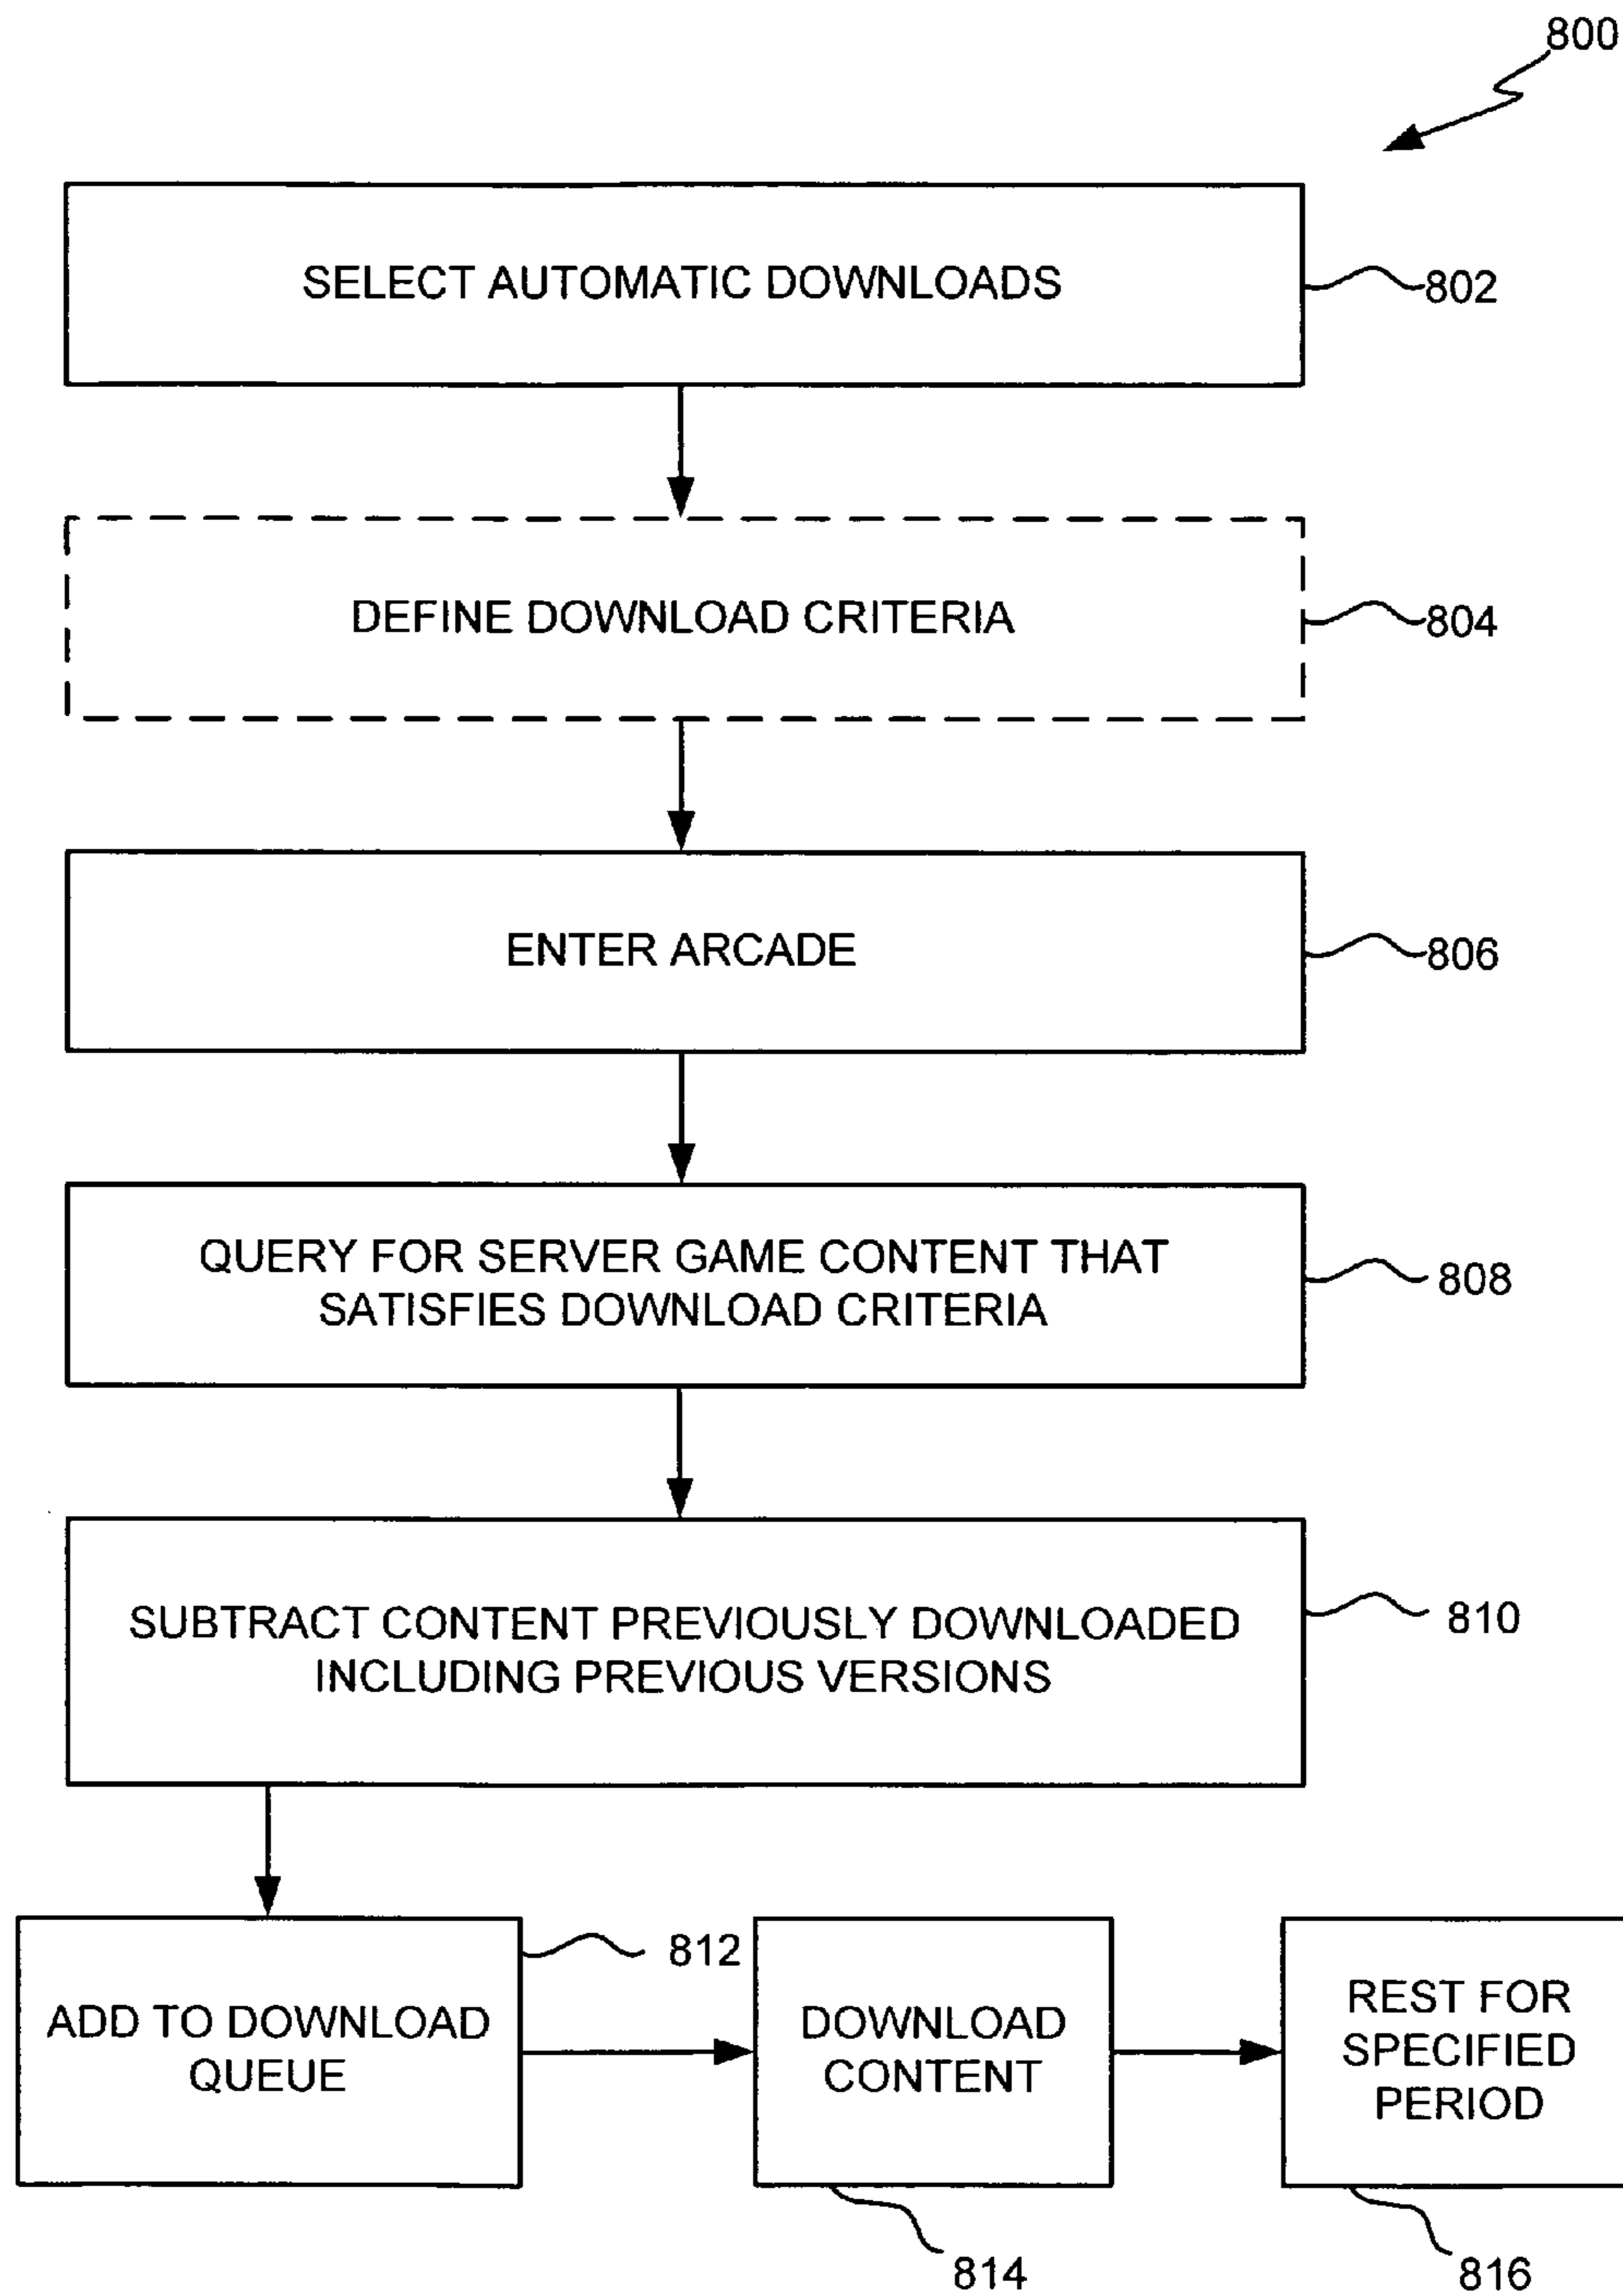 800
SELECT AUTOMATIC DOWNLOADS
802
DEFINE DOWNLOAD CRITERIA
804
ENTER ARCADE
806
QUERY FOR SERVER GAME CONTENT THAT
SATISFIES DOWNLOAD CRITERIA
808
SUBTRACT CONTENT PREVIOUSLY DOWNLOADED
INCLUDING PREVIOUS VERSIONS
810
ADD TO DOWNLOAD
QUEUE
812
DOWNLOAD
CONTENT
814
REST FOR
SPECIFIED
PERIOD
816